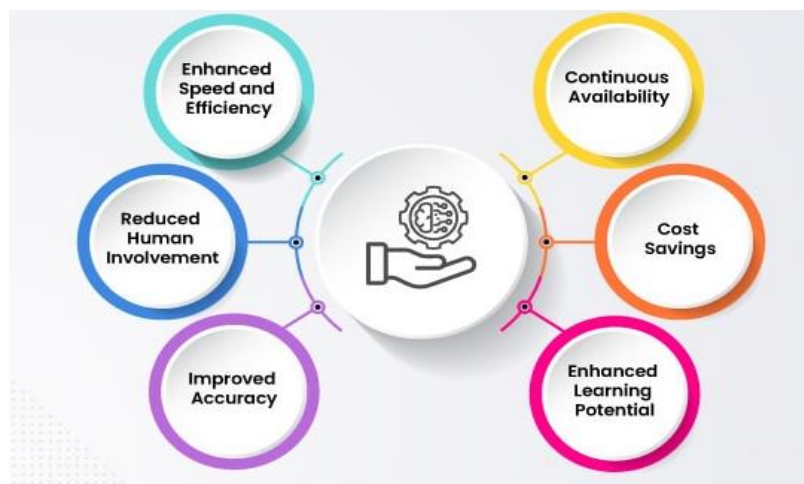 Enhanced
Speed and
Efficiency
Reduced
Human
Involvement
Improved
Accuracy
Continuous
Availability
Cost
Savings
Enhanced
Learning
Potential